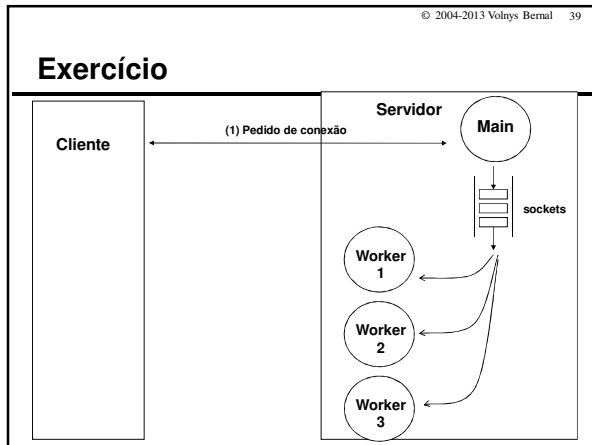 © 2004-2013 Volnys Bernal 39
Exercício
Cliente
(1) Pedido de conexão
Servidor
Main
sockets
Worker
1
Worker
2
Worker
3